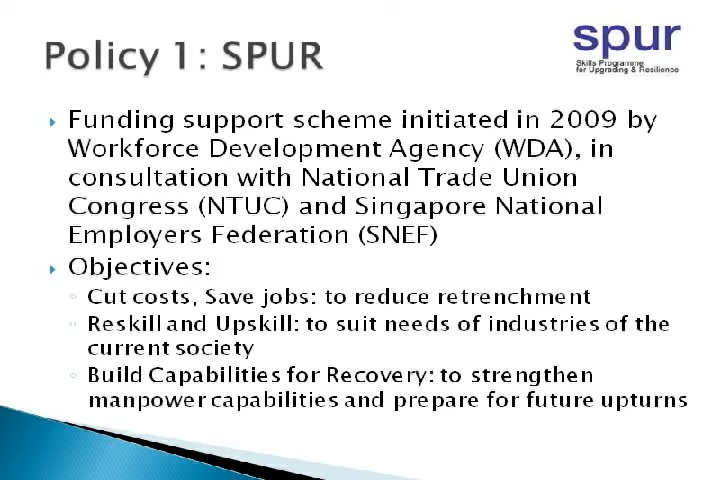 Policy 1: SPUR
spur
Skills Programme
for Upgrading & Resilience
Funding support scheme initiated in 2009 by
Workforce Development Agency (WDA), in
consultation with National Trade Union
Congress (NTUC) and Singapore National
Employers Federation (SNEF)
Objectives:
Cut costs, Save jobs: to reduce retrenchment
Reskill and Upskill: to suit needs of industries of the
current society
Build Capabilities for Recovery: to strengthen
manpower capabilities and prepare for future upturns